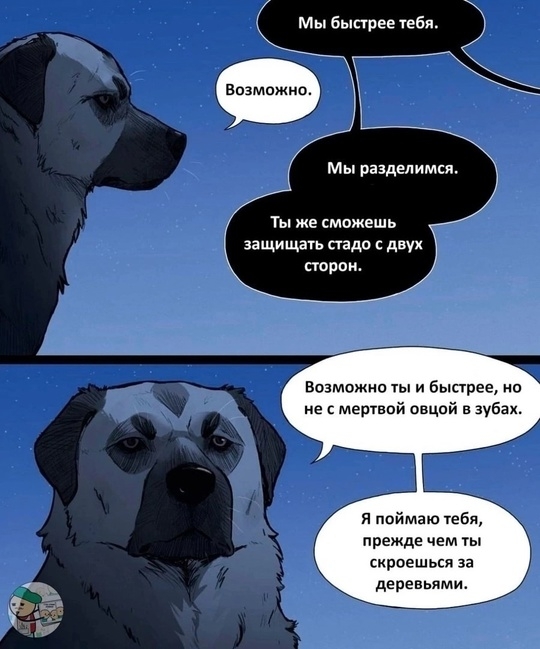 Мы быстрее тебя.
Возможно.
Мы разделимся.
Ты же сможешь
защищать стадо с двух
сторон.
Возможно ты и быстрее, но
не с мертвой овцой в зубах.
Я поймаю тебя,
прежде чем ты
скроешься за
деревьями.